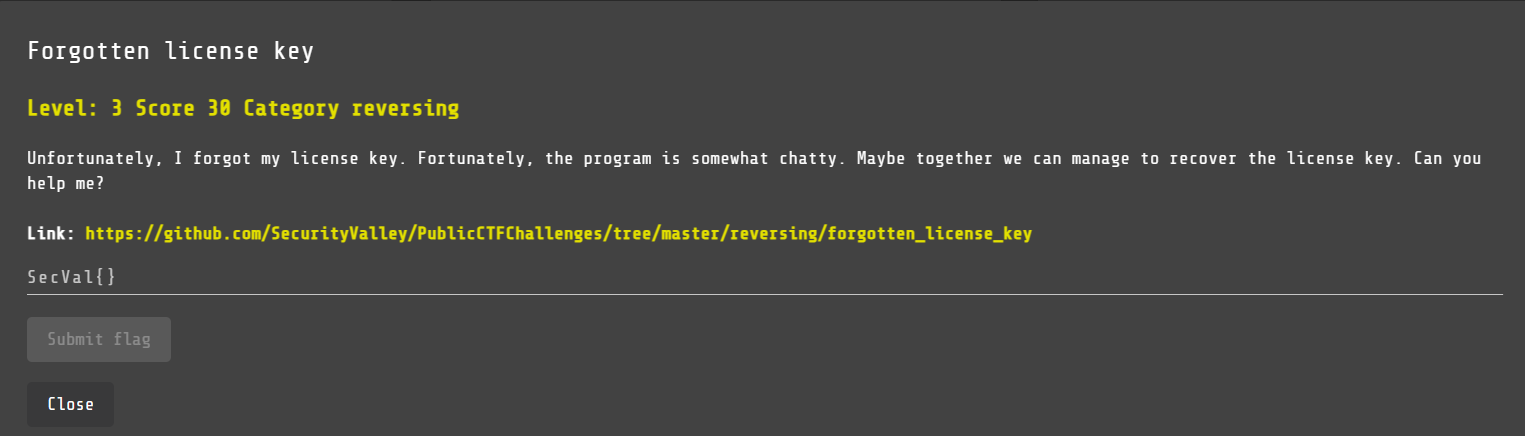 Forgotten license key
Level: 3 Score 30 Category reversing
Unfortunately, I forgot my license key. Fortunately, the program is somewhat chatty. Maybe together we can manage to recover the license key. Can you
help me?
Link: https://github.com/SecurityValley/PublicCTFChallenges/tree/master/reversing/forgotten_license_key
SecVal{}
Submit flag
Close